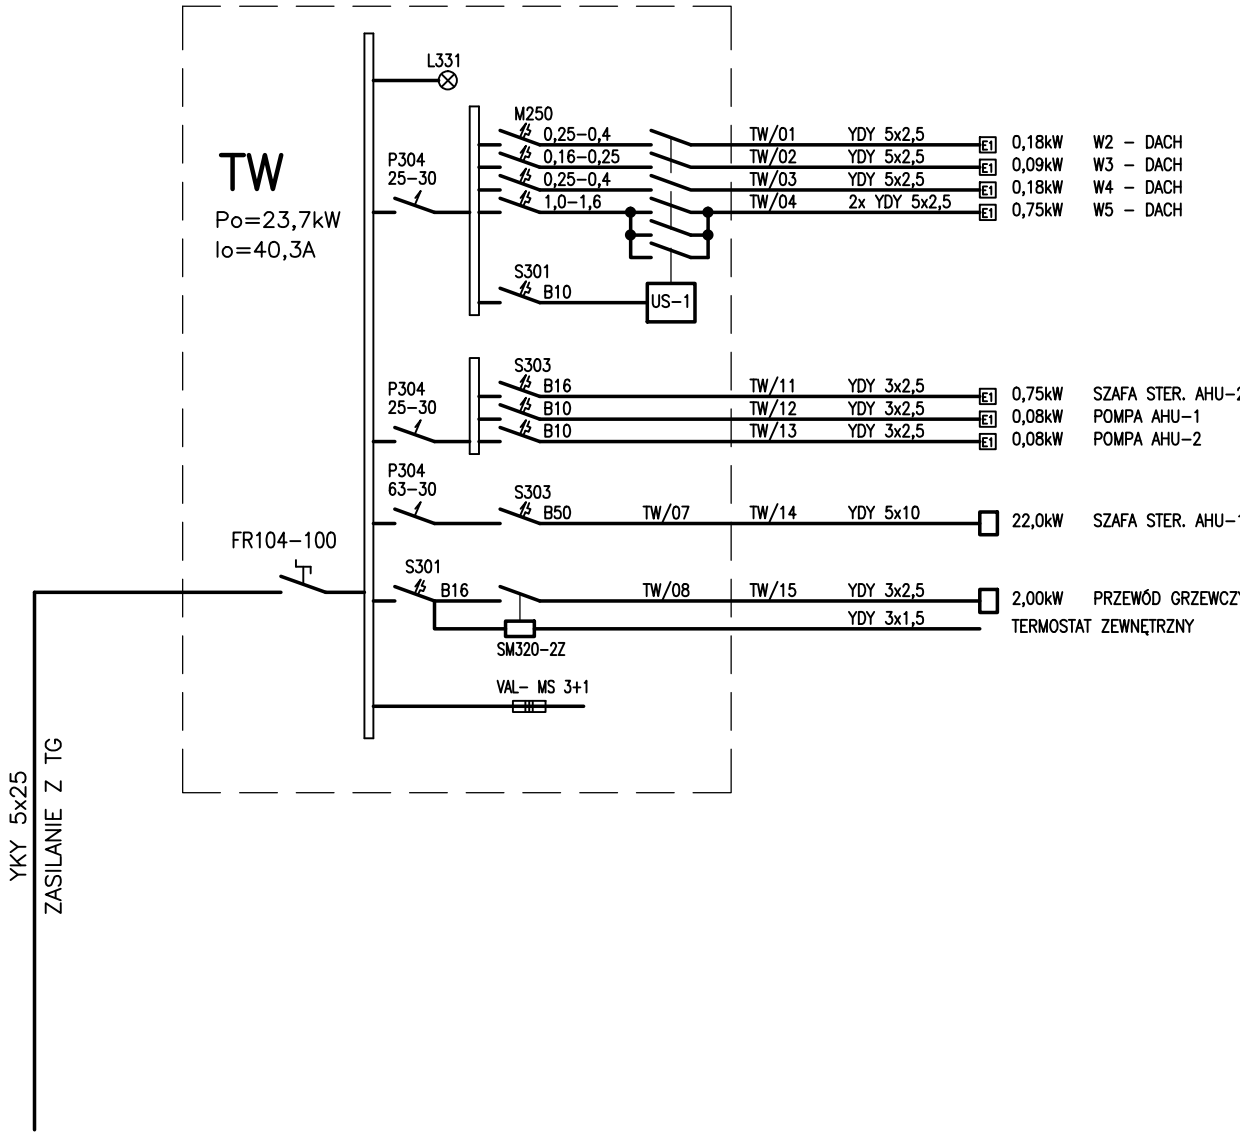 L331
TW
Po=23,7kW
Io=40,3A
P304
25-30
M250
0,25-0,4 TW/01 YDY 5x2,5 E1 0,18kW W2 - DACH
0,16-0,25 TW/02 YDY 5x2,5 E1 0,09kW W3 - DACH
0,25-0,4 TW/03 YDY 5x2,5 E1 0,18kW W4 - DACH
1,0-1,6 TW/04 2x YDY 5x2,5 E1 0,75kW W5 - DACH
S301
B10 US-1
P304
25-30
S303
B16 TW/11 YDY 3x2,5 E1 0,75kW SZAFA STER. AHU-2
B10 TW/12 YDY 3x2,5 E1 0,08kW POMPA AHU-1
B10 TW/13 YDY 3x2,5 E1 0,08kW POMPA AHU-2
P304
63-30
S303
B50 TW/07 TW/14 YDY 5x10 22,0kW SZAFA STER. AHU-1
FR104-100
S301
B16 TW/08 TW/15 YDY 3x2,5 2,00kW PRZEWÓD GRZEWCZY
YDY 3x1,5 TERMOSTAT ZEWNĘTRZNY
SM320-2Z
VAL- MS 3+1
YKY 5x25
ZASILANIE Z TG